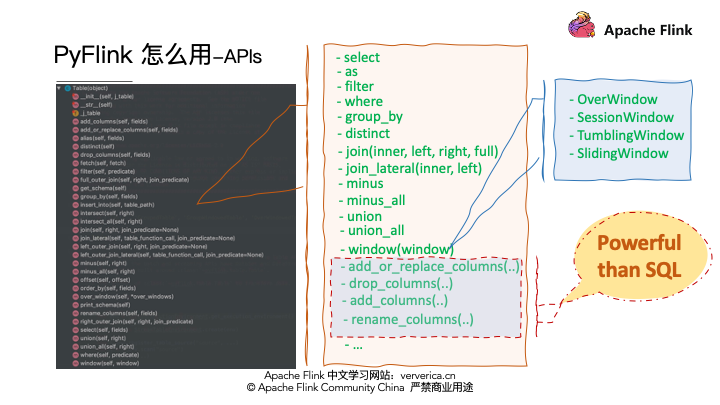 Apache Flink
PyFlink 怎么用-APIs
Table(object)
__init__(self, j_table)
__str__(self)
_j_table
add_columns(self, fields)
add_or_replace_columns(self, fields)
alias(self, fields)
distinct(self)
drop_columns(self, fields)
fetch(self, fetch)
filter(self, predicate)
full_outer_join(self, right, join_predicate)
get_schema(self)
group_by(self, fields)
insert_into(self, table_path)
intersect(self, right)
intersect_all(self, right)
join(self, right, join_predicate=None)
join_lateral(self, table_function_call, join_predicate=None)
left_outer_join(self, right, join_predicate=None)
left_outer_join_lateral(self, table_function_call, join_predicate=None)
minus(self, right)
minus_all(self, right)
offset(self, offset)
order_by(self, fields)
over_window(self, *over_windows)
print_schema(self)
rename_columns(self, fields)
right_outer_join(self, right, join_predicate)
select(self, fields)
union(self, right)
union_all(self, right)
where(self, predicate)
window(self, window)
- select
- as
- filter
- where
- group_by
- distinct
- join(inner, left, right, full)
- join_lateral(inner, left)
- minus
- minus_all
- union
- union_all
- window(window)
- add_or_replace_columns(..)
- drop_columns(..)
- add_columns(..)
- rename_columns(..)
- ...
- OverWindow
- SessionWindow
- TumblingWindow
- SlidingWindow
Powerful
than SQL
Apache Flink 中文学习网站：ververica.cn
© Apache Flink Community China  严禁商业用途